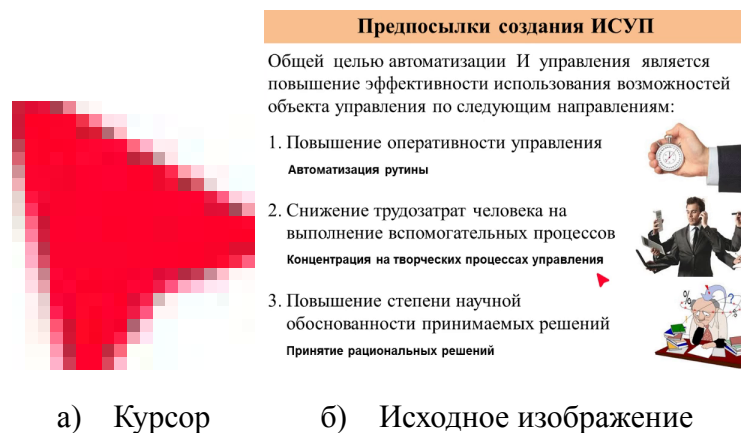 Предпосылки создания ИСУП
Общей целью автоматизации И управления является
повышение эффективности использования возможностей
объекта управления по следующим направлениям:
1. Повышение оперативности управления
Автоматизация рутины
2. Снижение трудозатрат человека на
выполнение вспомогательных процессов
Концентрация на творческих процессах управления
3. Повышение степени научной
обоснованности принимаемых решений
Принятие рациональных решений
а) Курсор
б) Исходное изображение